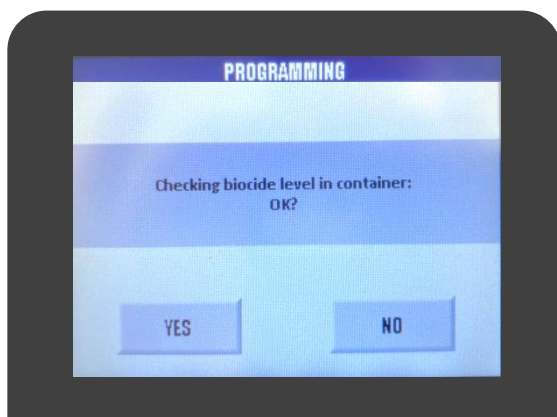 PROGRAMMING
Checking biocide level in container:
OK?
YES
NO